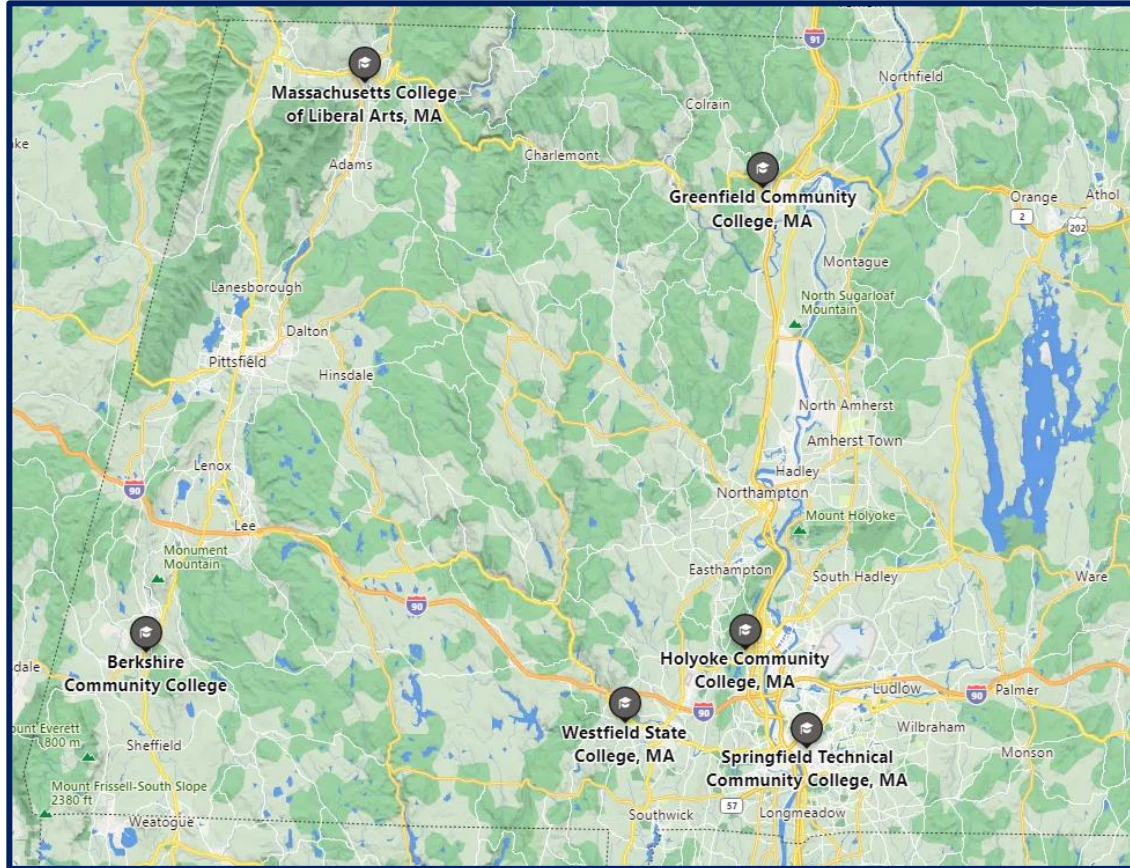 91
Northfield
Massachusetts College
of Liberal Arts, MA
Colrain
Charlemont
Adams
Greenfield Community
College, MA
Orange
Athol
2
202
Montague
Lanesborough
North Sugarloaf
Mountain
Dalton
Pittsfield
Hinsdale
North Amherst
Amherst Town
Lenox
Hadley
90
Northampton
Lee
Mount Holyoke
Monument
Mountain
Easthampton
South Hadley
Ware
90
Berkshire
Community College
Holyoke Community
College, MA
Ludlow
90
Palmer
90
Westfield State
College, MA
Wilbraham
Sheffield
800 m
Springfield Technical
Community College, MA
Monson
Mount Frissell-South Slope
2380 ft
57
Southwick
Longmeadow
Weatogue